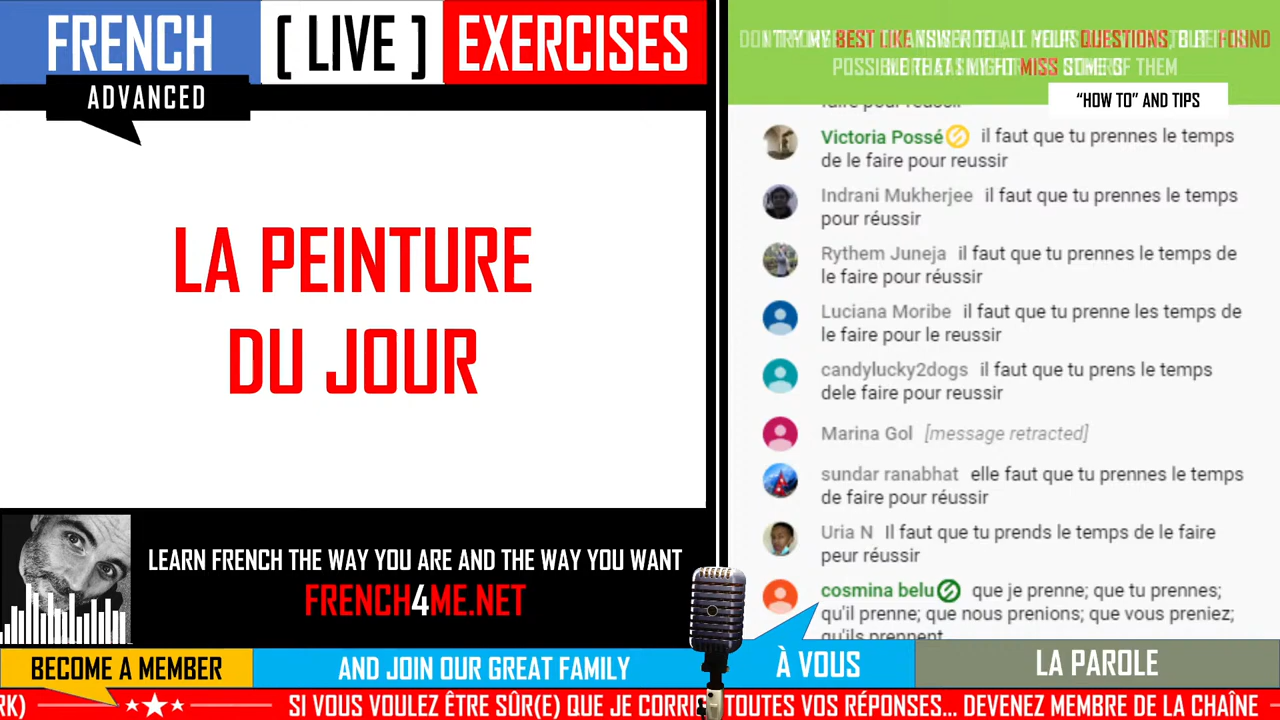 FRENCH
[ LIVE ]
EXERCISES
ADVANCED
LA PEINTURE
DU JOUR
LEARN FRENCH THE WAY YOU ARE AND THE WAY YOU WANT
FRENCH4ME.NET
BECOME A MEMBER
AND JOIN OUR GREAT FAMILY
"HOW TO" AND TIPS
Victoria Possé il faut que tu prennes le temps
de le faire pour reussir
Indrani Mukherjee il faut que tu prennes le temps
pour réussir
Rythem Juneja il faut que tu prennes le temps de
le faire pour réussir
Luciana Moribe il faut que tu prenne les temps de
le faire pour le reussir
candylucky2dogs il faut que tu prens le temps
dele faire pour reussir
Marina Gol [message retracted]
sundar ranabhat elle faut que tu prennes le temps
de faire pour réussir
Uria N Il faut que tu prends le temps de le faire
peur réussir
cosmina belu que je prenne; que tu prennes;
qu'il prenne; que nous prenions; que vous preniez;
qu'ils prennent
À VOUS
LA PAROLE
RK) SI VOUS VOULEZ ÊTRE SÛR(E) QUE JE CORRI TOUTES VOS RÉPONSES... DEVENEZ MEMBRE DE LA CHAÎNE